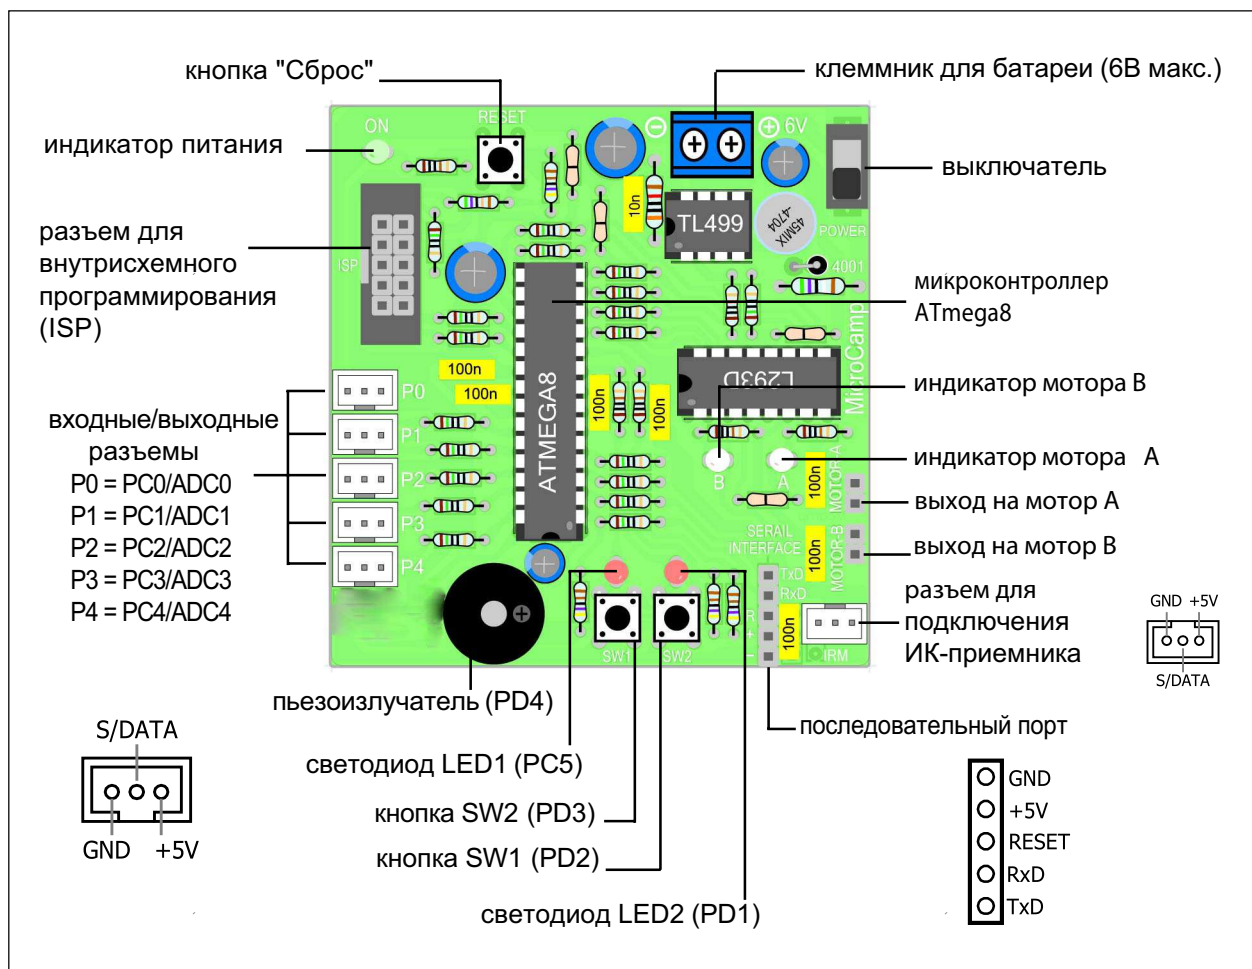 кнопка "Сброс"
клеммник для батареи (6В макс.)
индикатор питания
выключатель
разъем для
внутрисхемного
программирования
(ISP)
микроконтроллер
ATmega8
входные/выходные
разъемы
P0 = PC0/ADC0
P1 = PC1/ADC1
P2 = PC2/ADC2
P3 = PC3/ADC3
P4 = PC4/ADC4
индикатор мотора B
индикатор мотора A
выход на мотор A
выход на мотор B
разъем для
подключения
ИК-приемника
GND +5V
S/DATA
ON
RESET
6V
10n
TL499
45MIX
-4704
POWER
4001
ISP
ATMEGA8
L293D
MicroCamp
100n
100n
100n
100n
P0
P1
P2
P3
P4
B
A
100n
MOTOR-A
SERAIL
INTERFACE
100n
MOTOR-B
TxD
RxD
R
+
–
100n
IRM
SW1
SW2
пьезоизлучатель (PD4)
последовательный порт
светодиод LED1 (PC5)
кнопка SW2 (PD3)
кнопка SW1 (PD2)
светодиод LED2 (PD1)
S/DATA
GND +5V
GND
+5V
RESET
RxD
TxD